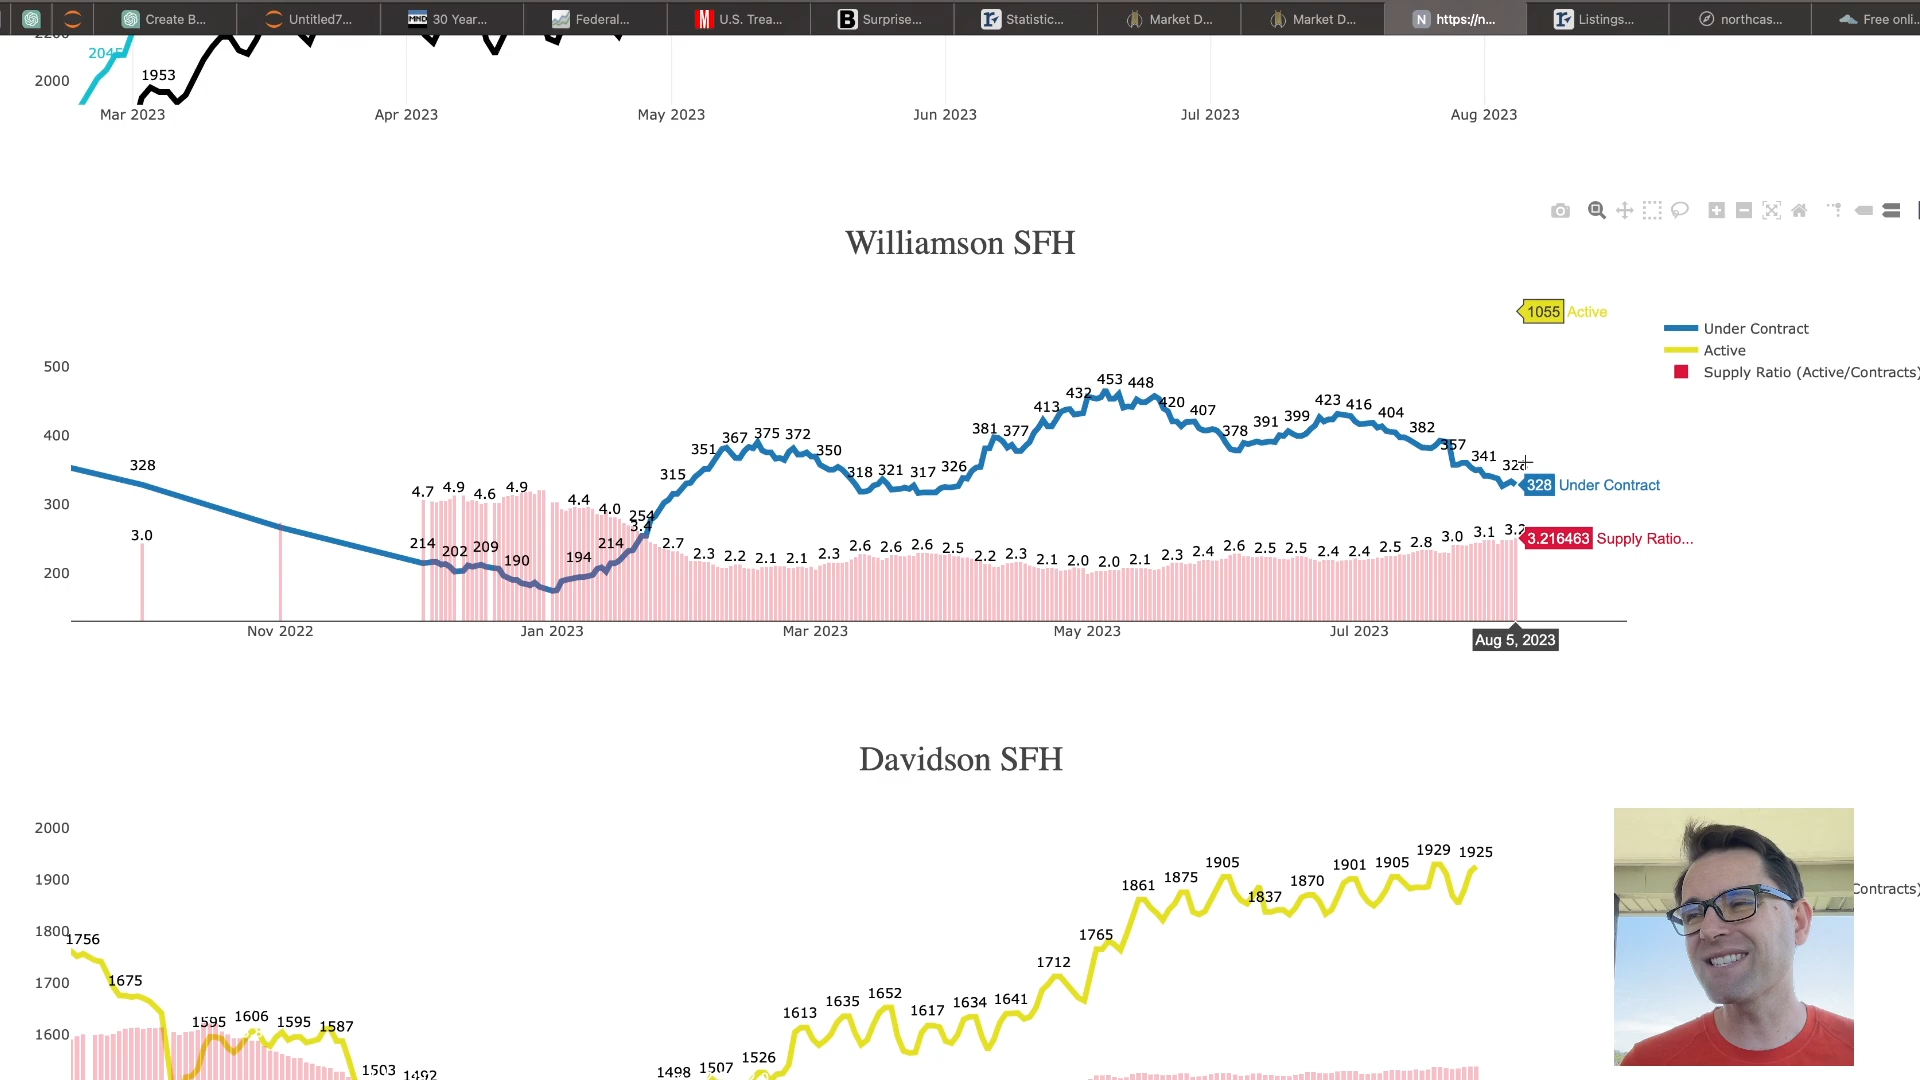 Create B...
Untitled7...
MND 30 Year...
Federal...
M U.S. Trea...
B Surprise...
r Statistic...
Market D...
Market D...
N https://n...
r Listings...
northcas...
Free onli...
2200
2045
1953
2000
Mar 2023 Apr 2023 May 2023 Jun 2023 Jul 2023 Aug 2023
Williamson SFH
1055 Active
Under Contract
Active
Supply Ratio (Active/Contracts)
500
400
300
200
328 214 202 209 190 194 214 254 315 351 367 375 372 350 318 321 317 326 381 377 413 432 453 448 420 407 378 391 399 423 416 404 382 357 341 328
328 Under Contract
3.0 4.7 4.9 4.6 4.9 4.4 4.0 3.4 2.7 2.3 2.2 2.1 2.1 2.3 2.6 2.6 2.6 2.5 2.2 2.3 2.1 2.0 2.0 2.1 2.3 2.4 2.6 2.5 2.5 2.4 2.4 2.5 2.8 3.0 3.1 3.2
3.216463 Supply Ratio...
Nov 2022 Jan 2023 Mar 2023 May 2023 Jul 2023
Aug 5, 2023
Davidson SFH
2000
1900
1800
1700
1600
1756 1675 1595 1606 1595 1587 1503 1492 1498 1507 1526 1613 1635 1652 1617 1634 1641 1712 1765 1861 1875 1905 1837 1870 1901 1905 1929 1925
Contracts)